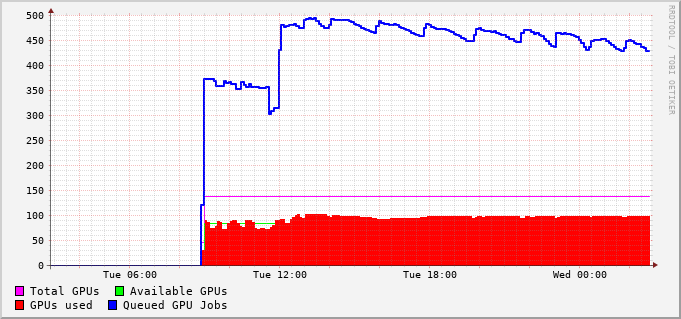 500
450
400
350
300
250
200
150
100
50
0
Tue 06:00 Tue 12:00 Tue 18:00 Wed 00:00
Total GPUs Available GPUs
GPUs used Queued GPU Jobs
RRDTOOL / TOBI OETIKER